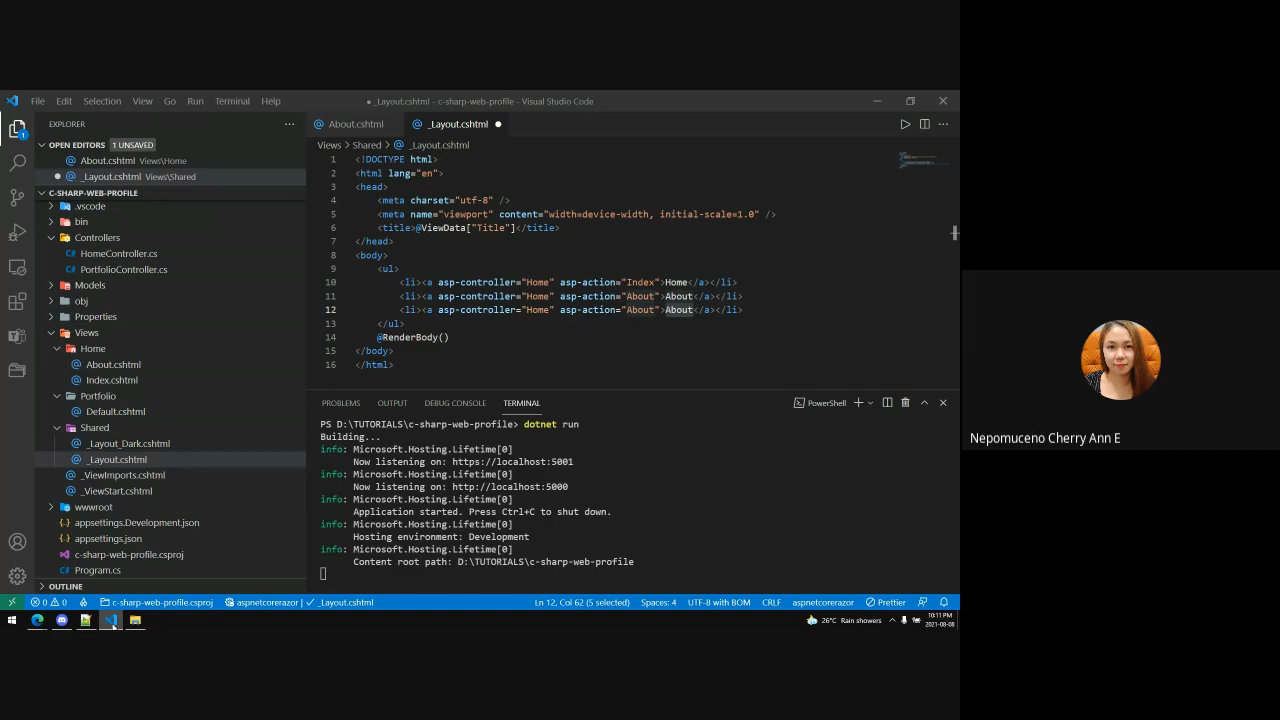 File Edit Selection View Go Run Terminal Help
● _Layout.cshtml - c-sharp-web-profile - Visual Studio Code
EXPLORER
OPEN EDITORS 1 UNSAVED
About.cshtml Views\Home
_Layout.cshtml Views\Shared
C-SHARP-WEB-PROFILE
.vscode
bin
Controllers
HomeController.cs
PortfolioController.cs
Models
obj
Properties
Views
Home
About.cshtml
Index.cshtml
Portfolio
Default.cshtml
Shared
_Layout_Dark.cshtml
_Layout.cshtml
_ViewImports.cshtml
_ViewStart.cshtml
wwwroot
appsettings.Development.json
appsettings.json
c-sharp-web-profile.csproj
Program.cs
OUTLINE
About.cshtml _Layout.cshtml
Views > Shared > _Layout.cshtml
1 <!DOCTYPE html>
2 <html lang="en">
3 <head>
4 <meta charset="utf-8" />
5 <meta name="viewport" content="width=device-width, initial-scale=1.0" />
6 <title>@ViewData["Title"]</title>
7 </head>
8 <body>
9 <ul>
10 <li><a asp-controller="Home" asp-action="Index">Home</a></li>
11 <li><a asp-controller="Home" asp-action="About">About</a></li>
12 <li><a asp-controller="Home" asp-action="About">About</a></li>
13 </ul>
14 @RenderBody()
15 </body>
16 </html>
PROBLEMS OUTPUT DEBUG CONSOLE TERMINAL PowerShell
PS D:\TUTORIALS\c-sharp-web-profile> dotnet run
Building...
info: Microsoft.Hosting.Lifetime[0]
Now listening on: https://localhost:5001
info: Microsoft.Hosting.Lifetime[0]
Now listening on: http://localhost:5000
info: Microsoft.Hosting.Lifetime[0]
Application started. Press Ctrl+C to shut down.
info: Microsoft.Hosting.Lifetime[0]
Hosting environment: Development
info: Microsoft.Hosting.Lifetime[0]
Content root path: D:\TUTORIALS\c-sharp-web-profile
0 0 c-sharp-web-profile.csproj aspnetcorerazor | ✓ _Layout.cshtml Ln 12, Col 62 (5 selected) Spaces: 4 UTF-8 with BOM CRLF aspnetcorerazor Prettier
26°C Rain showers 10:11 PM
2021-08-08
Nepomuceno Cherry Ann E